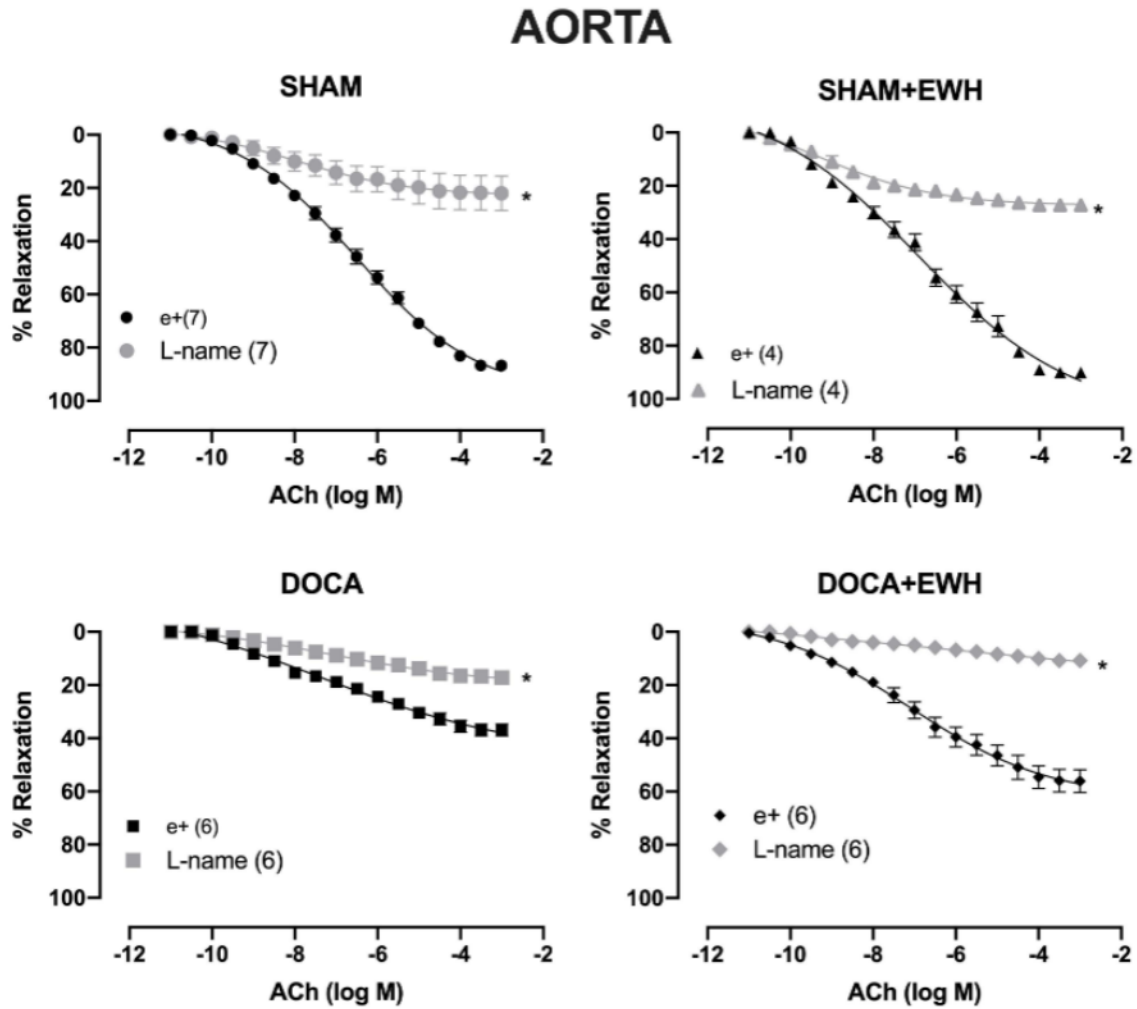 AORTA
SHAM
0
20
40
60
80
100
% Relaxation
e+(7)
L-name (7)
*
-12 -10 -8 -6 -4 -2
ACh (log M)
SHAM+EWH
0
20
40
60
80
100
% Relaxation
e+ (4)
L-name (4)
*
-12 -10 -8 -6 -4 -2
ACh (log M)
DOCA
0
20
40
60
80
100
% Relaxation
e+ (6)
L-name (6)
*
-12 -10 -8 -6 -4 -2
ACh (log M)
DOCA+EWH
0
20
40
60
80
100
% Relaxation
e+ (6)
L-name (6)
*
-12 -10 -8 -6 -4 -2
ACh (log M)